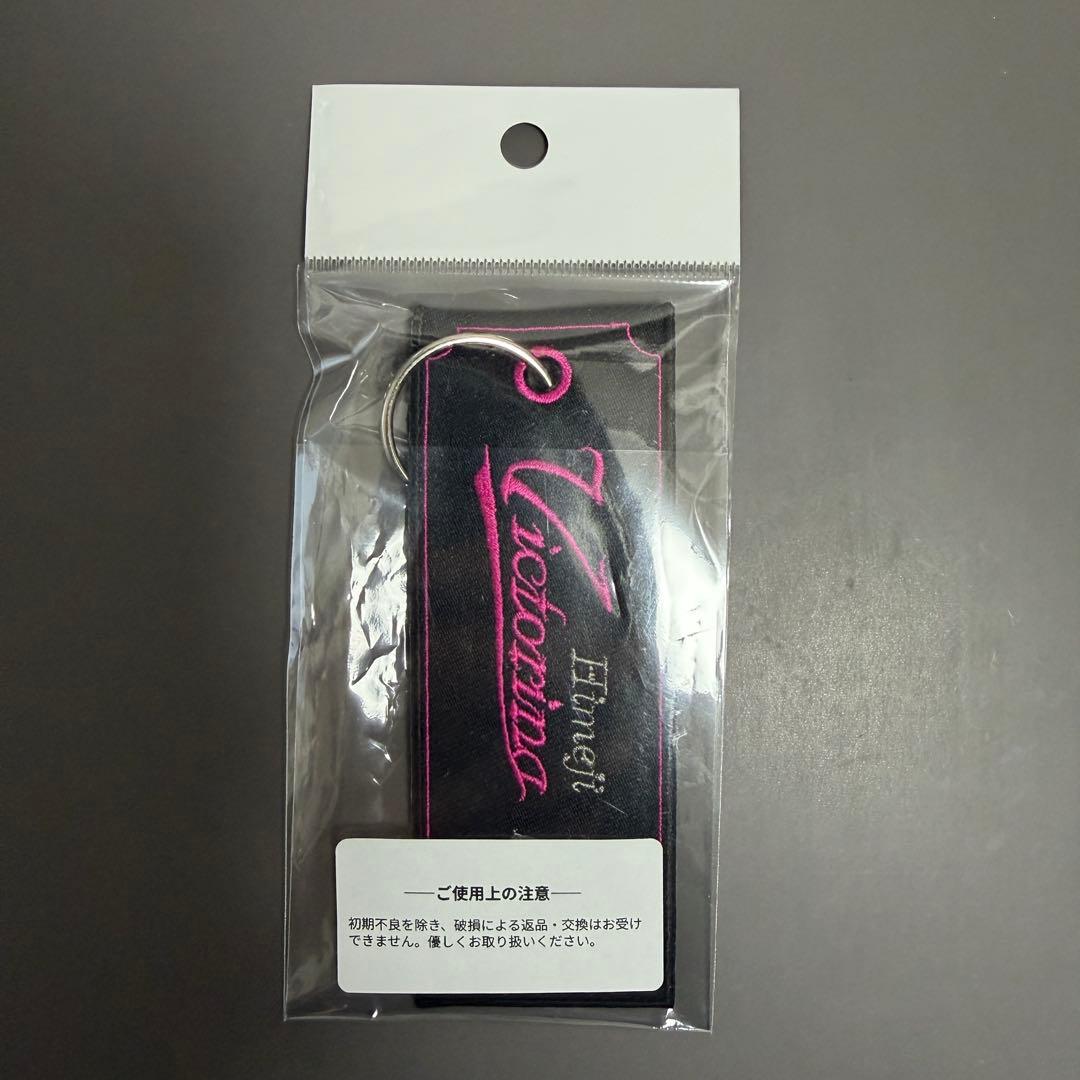 Himeji
Victorina
ご使用上の注意
初期不良を除き、破損による返品・交換はお受け
できません。優しくお取り扱いください。